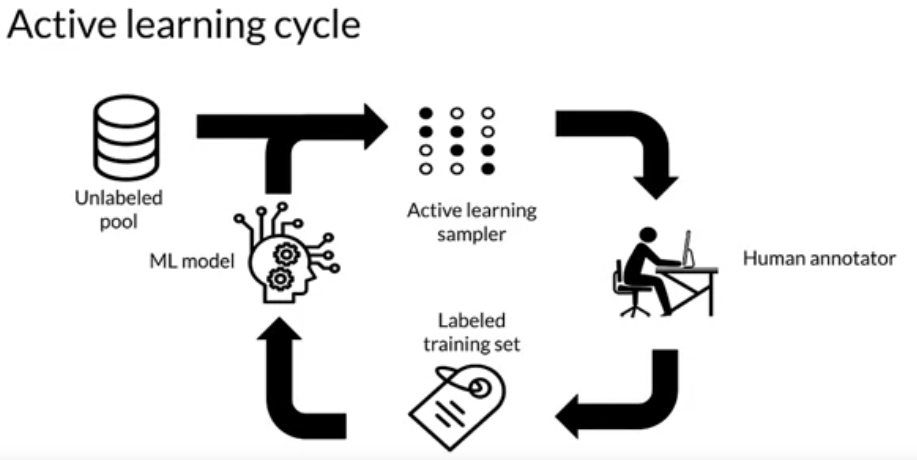 Active learning cycle
Unlabeled
pool
ML model
Active learning
sampler
Human annotator
Labeled
training set